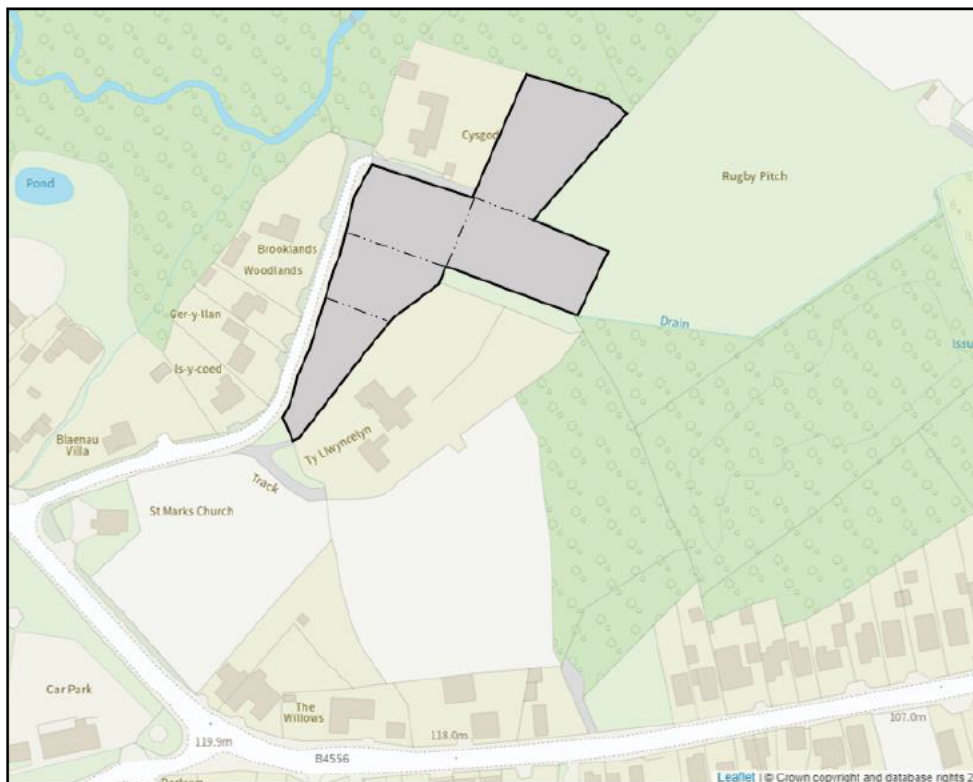 Cysgod
Rugby Pitch
Pond
Brooklands
Woodlands
Ger-y-llan
Is-y-coed
Drain
Issu
Blaenau
Villa
Ty Llwyncelyn
Track
St Marks Church
Car Park
The
Willows
119.9m
118.0m
107.0m
B4556
Leaflet | © Crown copyright and database rights 2